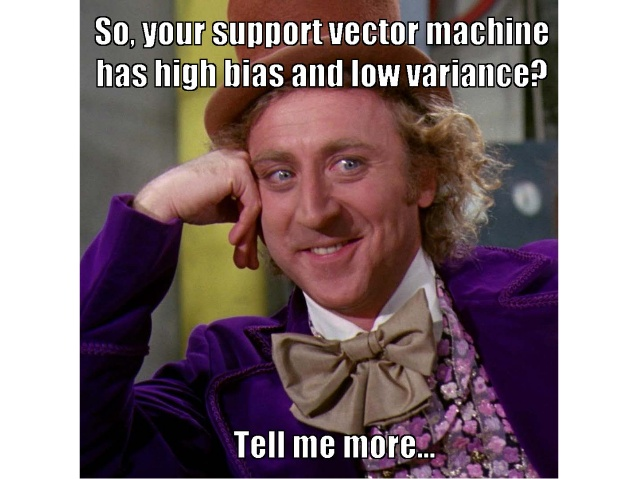 So, your support vector machine
has high bias and low variance?
Tell me more...